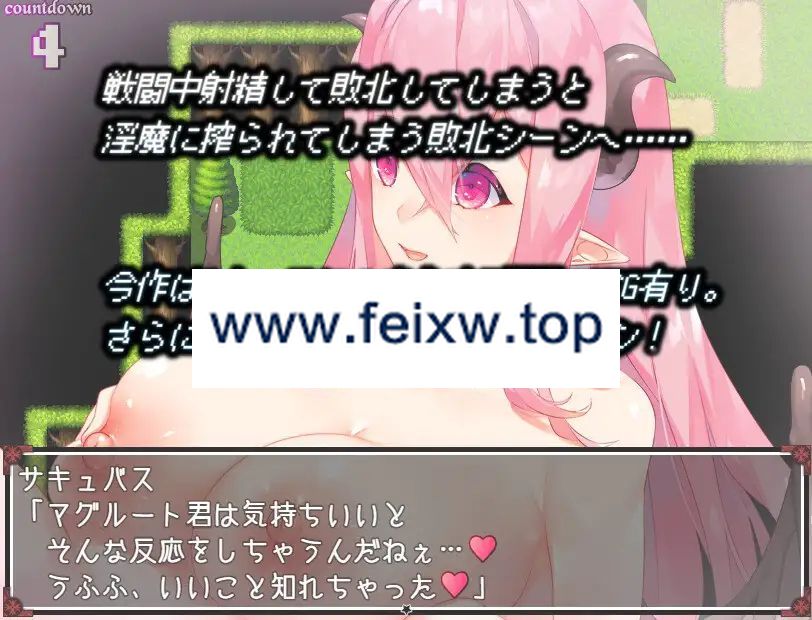 countdown
4
戦闘中射精して敗北してしまうと
淫魔に搾られてしまう敗北シーンへ……
今作は
G有り。
さらに
ン！
www.feixw.top
サキュバス
「マグルート君は気持ちいいと
そんな反応をしちゃうんだねぇ…♥
うふふ、いいこと知れちゃった♥」